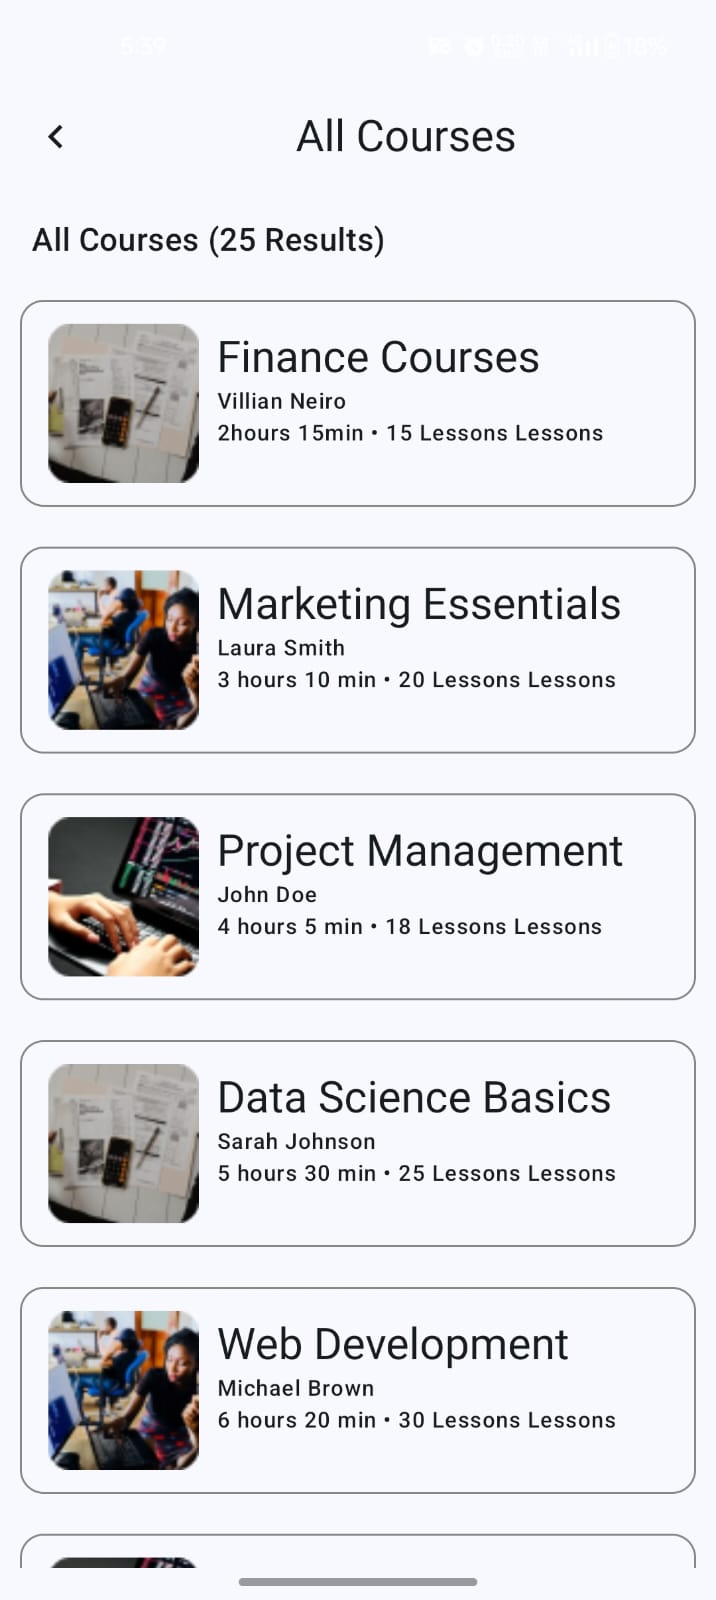 5:39
18%
All Courses
All Courses (25 Results)
Finance Courses
Villian Neiro
2hours 15min • 15 Lessons Lessons
Marketing Essentials
Laura Smith
3 hours 10 min • 20 Lessons Lessons
Project Management
John Doe
4 hours 5 min • 18 Lessons Lessons
Data Science Basics
Sarah Johnson
5 hours 30 min • 25 Lessons Lessons
Web Development
Michael Brown
6 hours 20 min • 30 Lessons Lessons